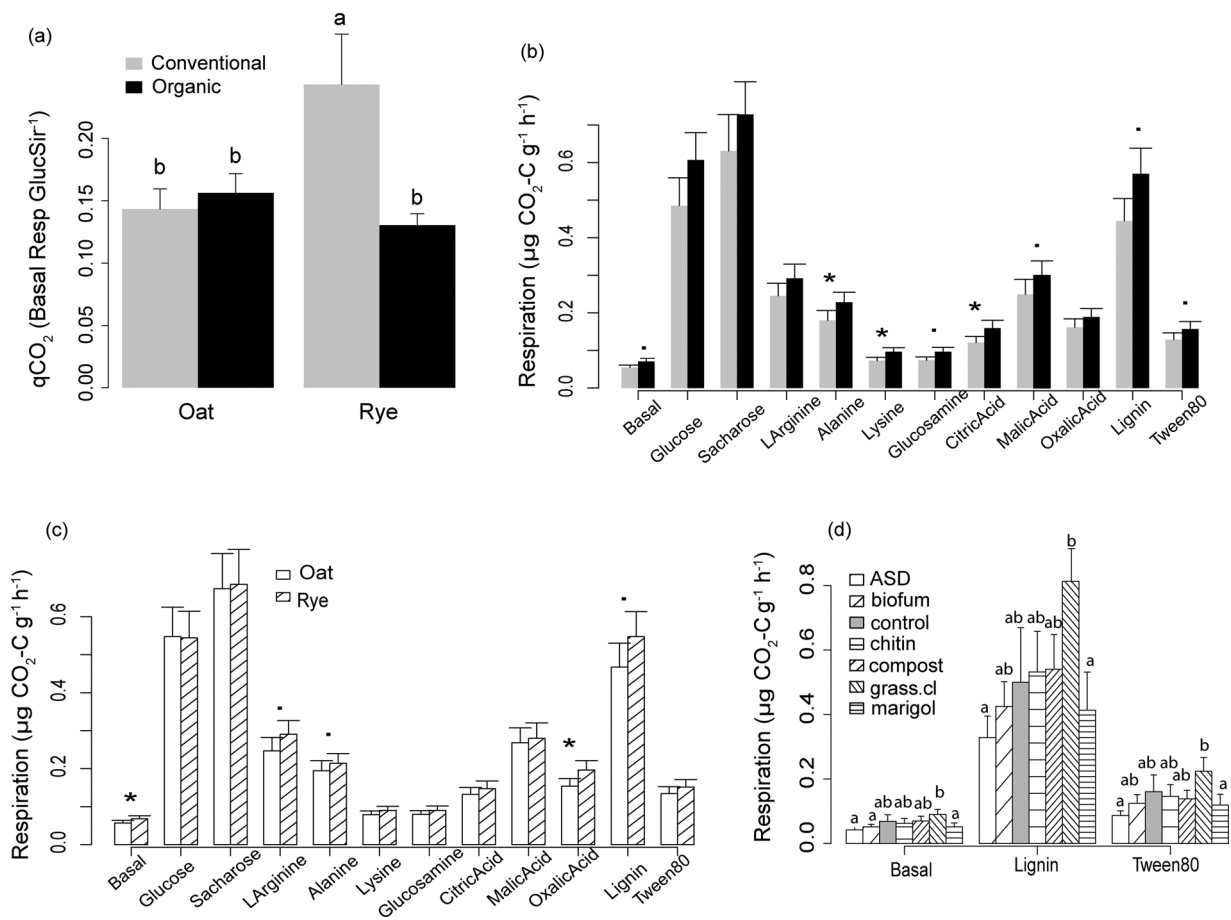 (a)
a
Conventional
Organic
b
b
b
qCO₂ (Basal Resp GlucSir⁻¹)
0.00
0.05
0.10
0.15
0.20
Oat
Rye
(b)
Respiration (µg CO₂-C g⁻¹ h⁻¹)
0.0
0.2
0.4
0.6
*
*
*
Basal
Glucose
Sacharose
LArginine
Alanine
Lysine
Glucosamine
CitricAcid
MalicAcid
OxalicAcid
Lignin
Tween80
(c)
Oat
Rye
Respiration (µg CO₂-C g⁻¹ h⁻¹)
0.0
0.2
0.4
0.6
*
*
Basal
Glucose
Sacharose
LArginine
Alanine
Lysine
Glucosamine
CitricAcid
MalicAcid
OxalicAcid
Lignin
Tween80
(d)
ASD
biofum
control
chitin
compost
grass.cl
marigol
Respiration (µg CO₂-C g⁻¹ h⁻¹)
0.0
0.2
0.4
0.6
0.8
a a ab ab ab b a
a ab ab ab ab b a
a ab ab ab ab b a
Basal
Lignin
Tween80